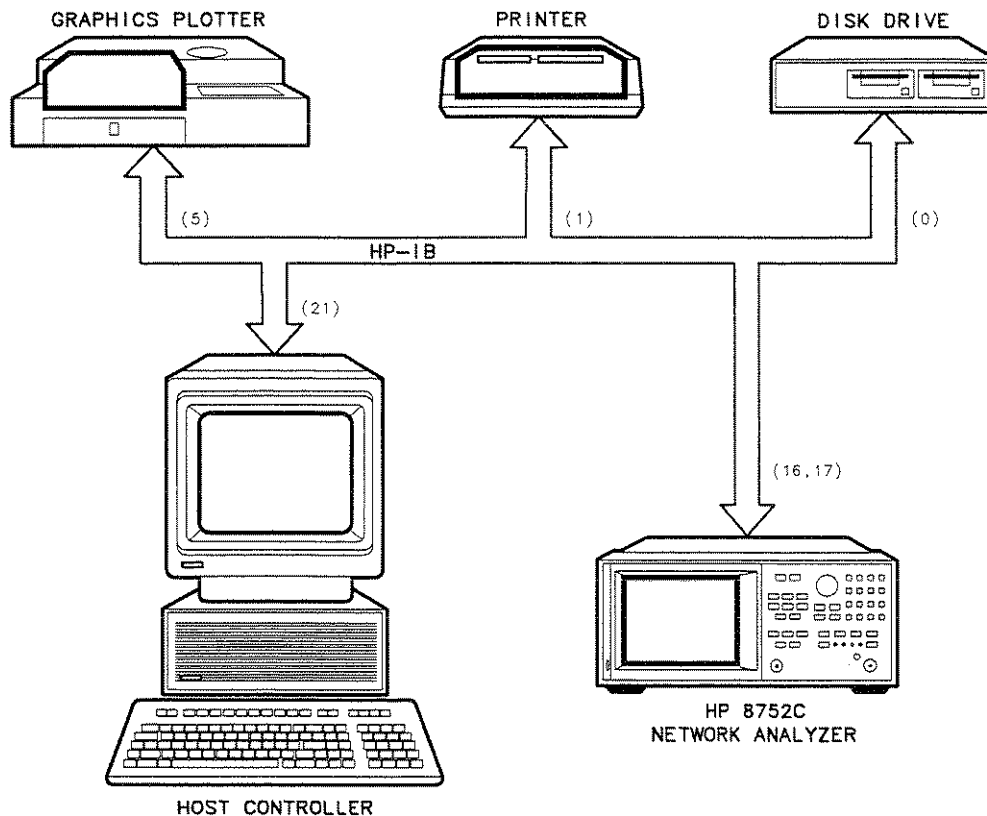 GRAPHICS PLOTTER
PRINTER
DISK DRIVE
(5)
(1)
(0)
HP-IB
(21)
(16,17)
HP 8752C
NETWORK ANALYZER
HOST CONTROLLER